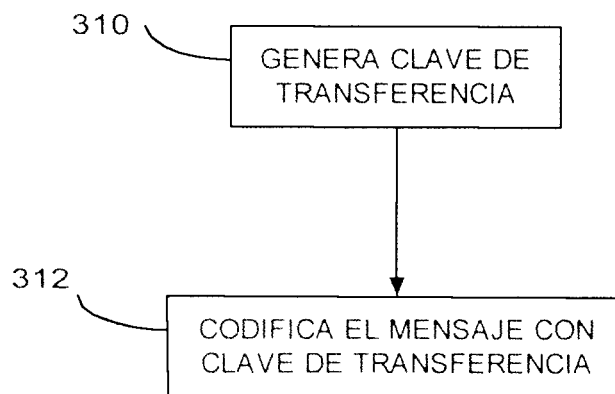 310
GENERA CLAVE DE
TRANSFERENCIA
312
CODIFICA EL MENSAJE CON
CLAVE DE TRANSFERENCIA